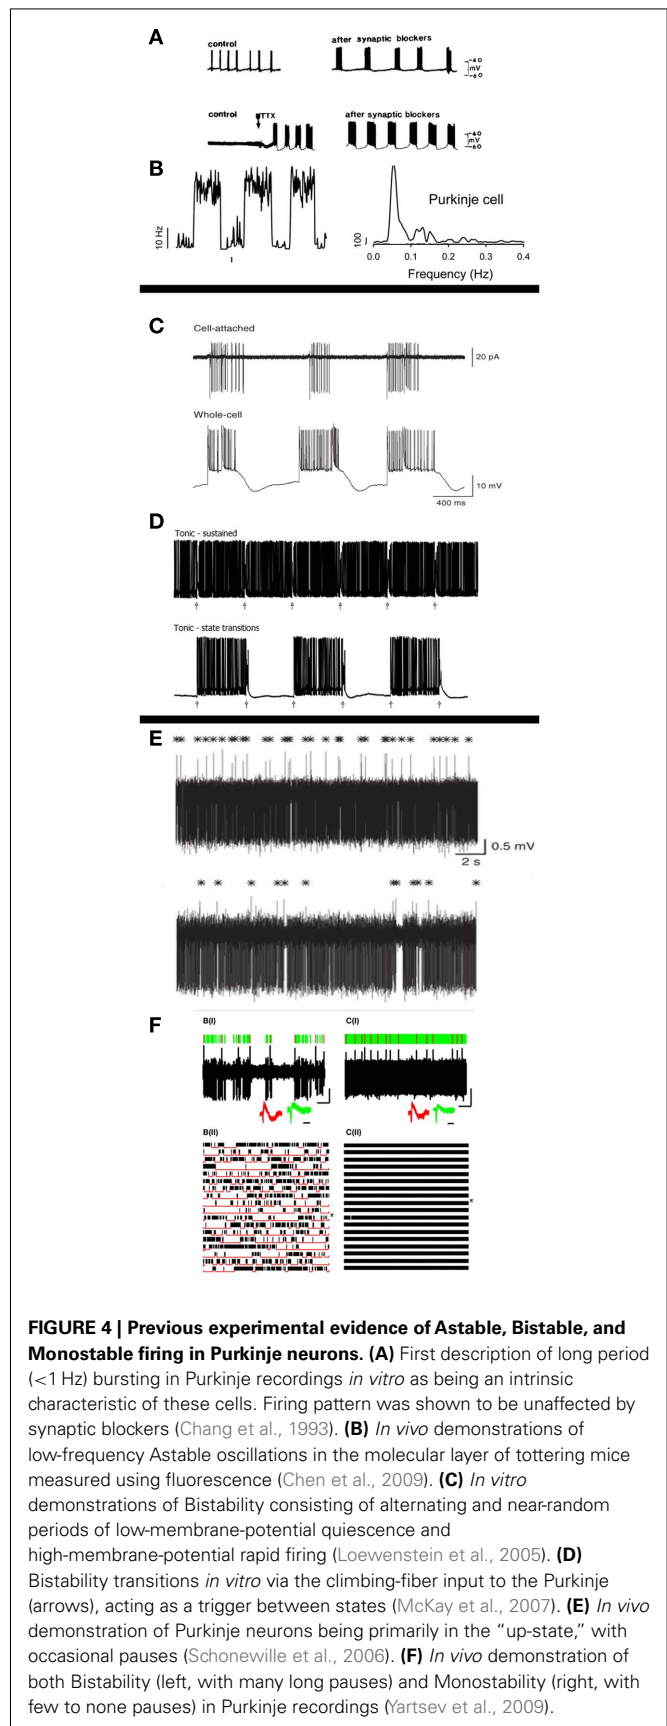 A
control
after synaptic blockers
-40
mV
-60
control
TTX
after synaptic blockers
-40
mV
-60
B
10 Hz
Purkinje cell
100
0.0 0.1 0.2 0.3 0.4
Frequency (Hz)
C
Cell-attached
20 pA
Whole-cell
10 mV
400 ms
D
Tonic - sustained
Tonic - state transitions
E
0.5 mV
2 s
F
B(I)
C(I)
B(II)
C(II)
FIGURE 4 | Previous experimental evidence of Astable, Bistable, and
Monostable firing in Purkinje neurons. (A) First description of long period
(<1 Hz) bursting in Purkinje recordings in vitro as being an intrinsic
characteristic of these cells. Firing pattern was shown to be unaffected by
synaptic blockers (Chang et al., 1993). (B) In vivo demonstrations of
low-frequency Astable oscillations in the molecular layer of tottering mice
measured using fluorescence (Chen et al., 2009). (C) In vitro
demonstrations of Bistability consisting of alternating and near-random
periods of low-membrane-potential quiescence and
high-membrane-potential rapid firing (Loewenstein et al., 2005). (D)
Bistability transitions in vitro via the climbing-fiber input to the Purkinje
(arrows), acting as a trigger between states (McKay et al., 2007). (E) In vivo
demonstration of Purkinje neurons being primarily in the "up-state," with
occasional pauses (Schonewille et al., 2006). (F) In vivo demonstration of
both Bistability (left, with many long pauses) and Monostability (right, with
few to none pauses) in Purkinje recordings (Yartsev et al., 2009).